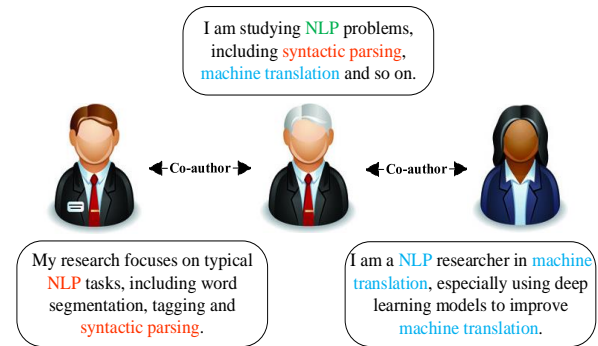 I am studying NLP problems,
including syntactic parsing,
machine translation and so on.
Co-author
Co-author
My research focuses on typical
NLP tasks, including word
segmentation, tagging and
syntactic parsing.
I am a NLP researcher in machine
translation, especially using deep
learning models to improve
machine translation.